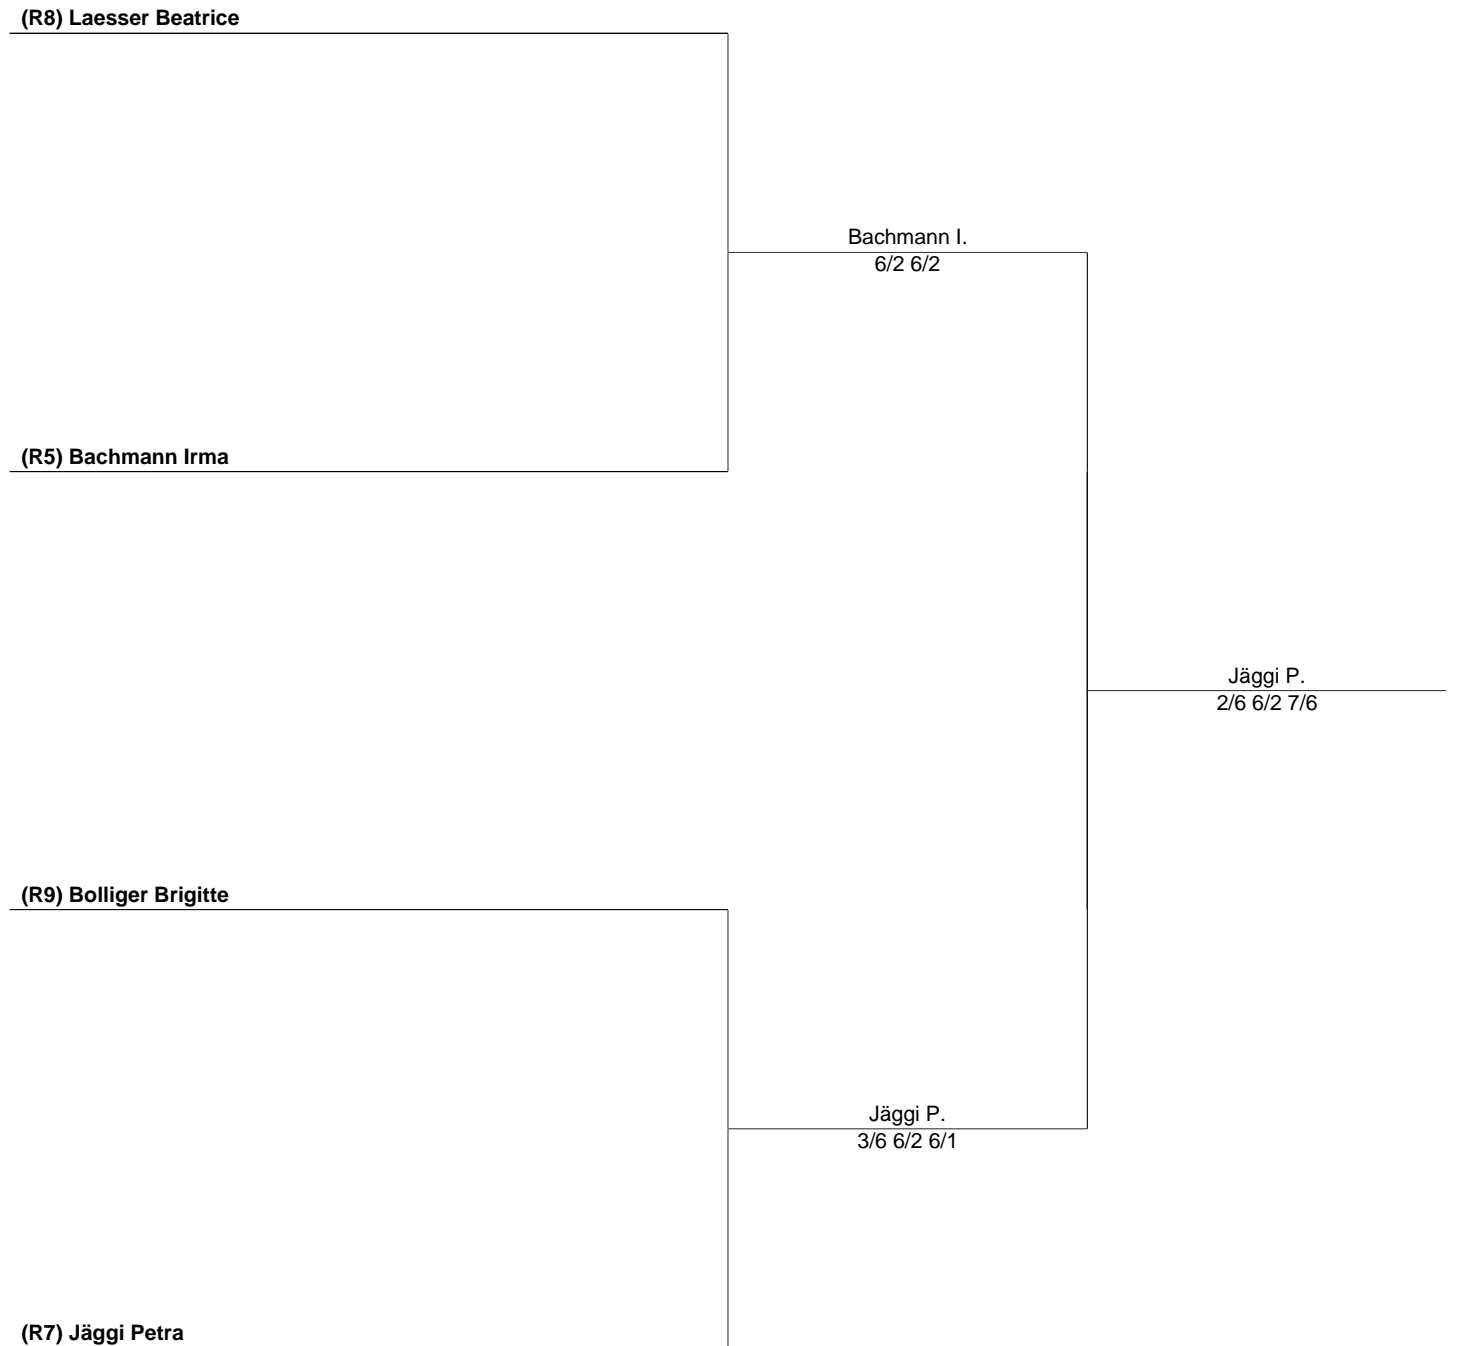 (R8) Laesser Beatrice
Bachmann I.
6/2 6/2
(R5) Bachmann Irma
Jäggi P.
2/6 6/2 7/6
(R9) Bolliger Brigitte
Jäggi P.
3/6 6/2 6/1
(R7) Jäggi Petra